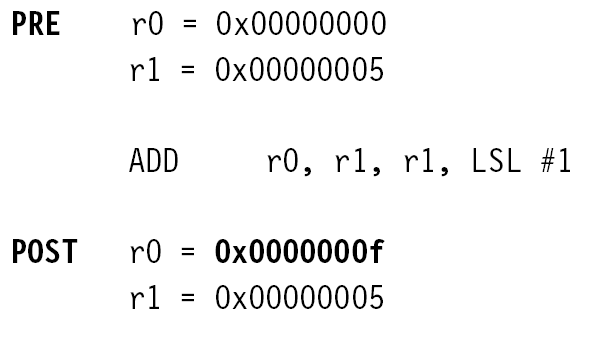 PRE r0 = 0x00000000
r1 = 0x00000005
ADD r0, r1, r1, LSL #1
POST r0 = 0x0000000f
r1 = 0x00000005